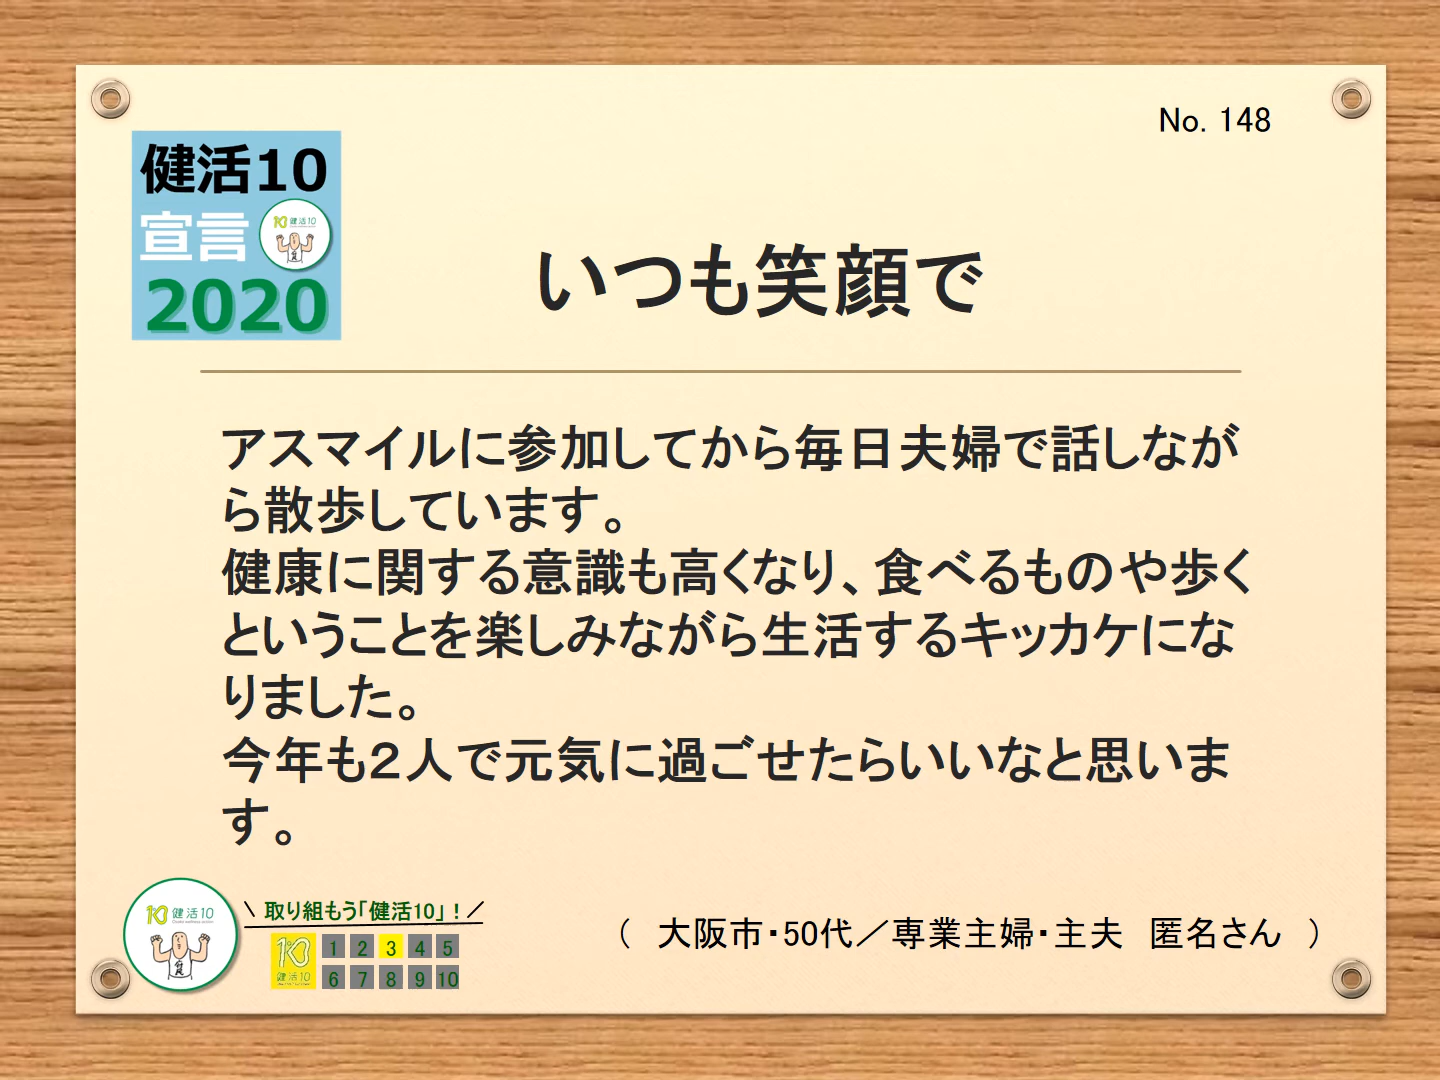 No. 148
健活10
宣言
健活10
2020
いつも笑顔で
アスマイルに参加してから毎日夫婦で話しなが
ら散歩しています。
健康に関する意識も高くなり、食べるものや歩く
ということを楽しみながら生活するキッカケにな
りました。
今年も２人で元気に過ごせたらいいなと思いま
す。
健活10
\ 取り組もう「健活10」！／
健活10
1 2 3 4 5
6 7 8 9 10
（　大阪市・50代／専業主婦・主夫　匿名さん　）